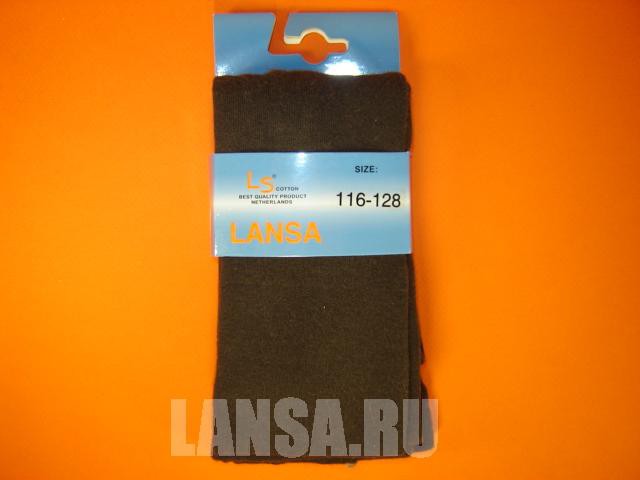 LS® COTTON
BEST QUALITY PRODUCT
NETHERLANDS
LANSA
SIZE:
116-128
LANSA.RU